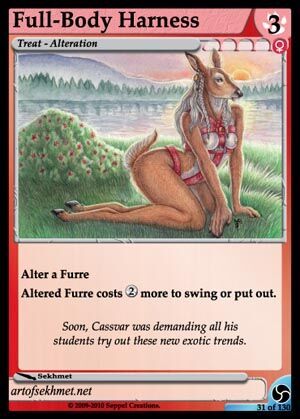 Full-Body Harness 3
Treat - Alteration
Alter a Furre
Altered Furre costs 2 more to swing or put out.
Soon, Cassvar was demanding all his
students try out these new exotic trends.
Sekhmet
artofsekhmet.net
© 2009-2010 Seppel Creations.
31 of 130